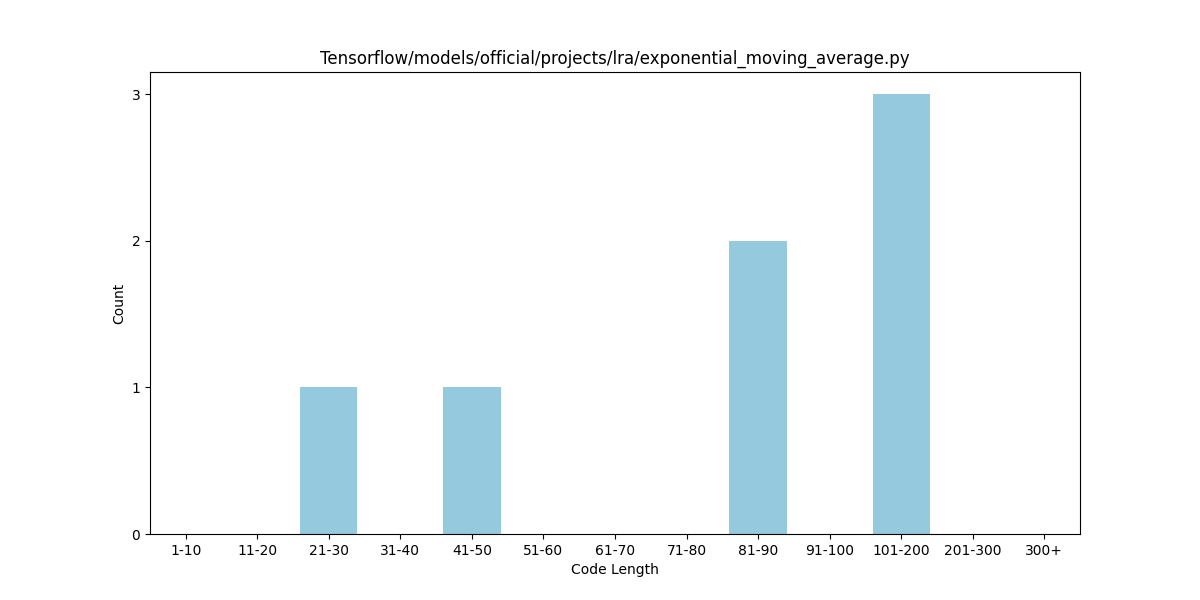 Tensorflow/models/official/projects/lra/exponential_moving_average.py
3
2
1
0
Count
1-10 11-20 21-30 31-40 41-50 51-60 61-70 71-80 81-90 91-100 101-200 201-300 300+
Code Length